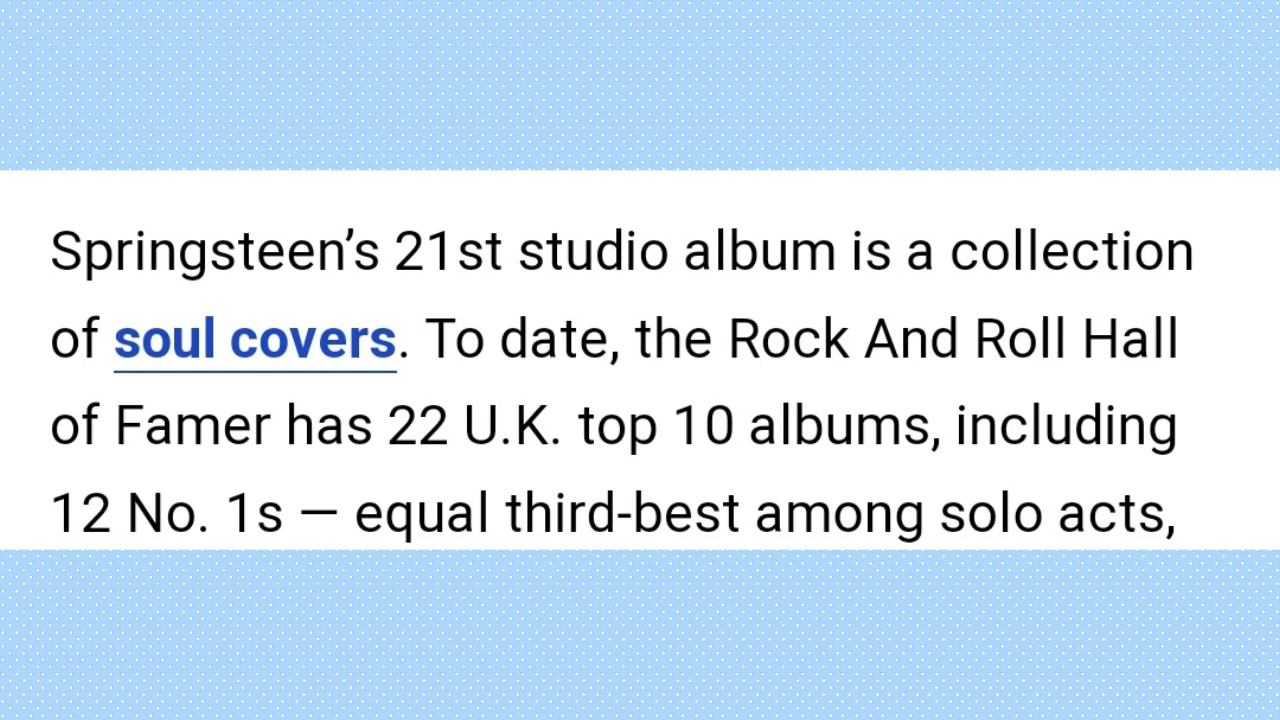 Springsteen’s 21st studio album is a collection
of soul covers. To date, the Rock And Roll Hall
of Famer has 22 U.K. top 10 albums, including
12 No. 1s — equal third-best among solo acts,